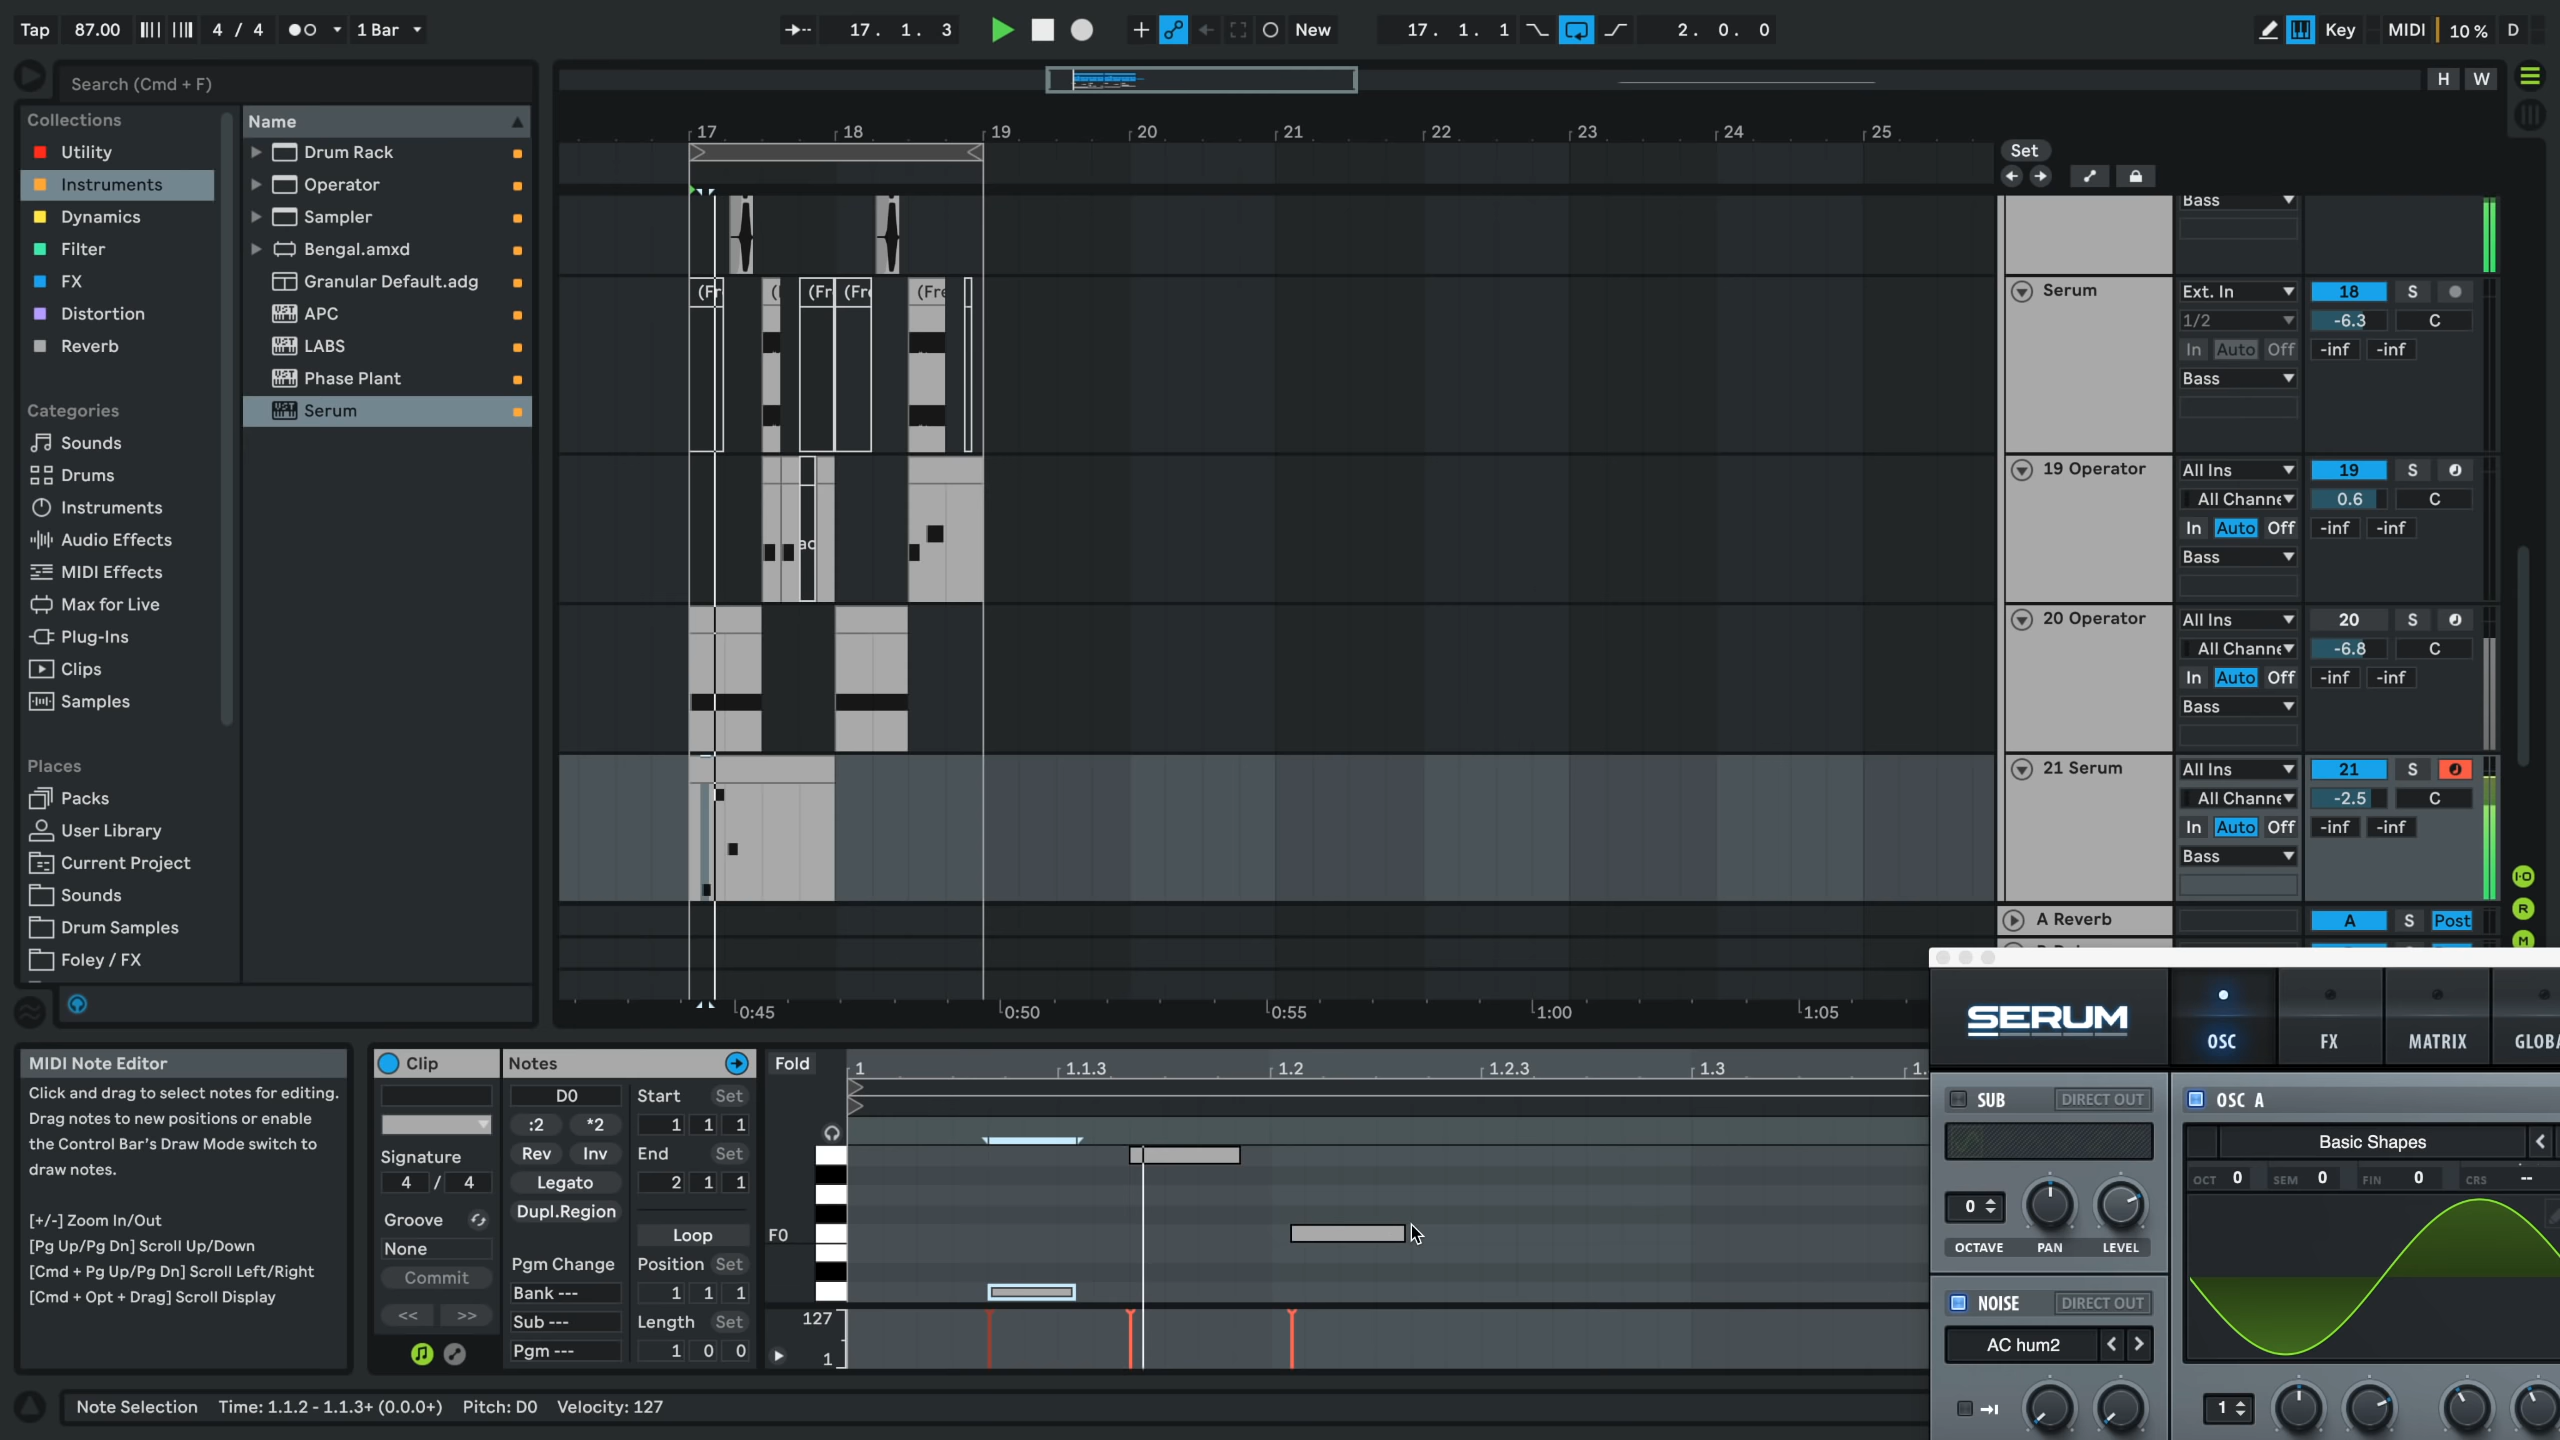 Tap 87.00 4 / 4 1 Bar
17. 1. 3
New
17. 1. 1
2. 0. 0
Key MIDI 10 % D
Search (Cmd + F)
H W
Collections
Utility
Instruments
Dynamics
Filter
FX
Distortion
Reverb
Categories
Sounds
Drums
Instruments
Audio Effects
MIDI Effects
Max for Live
Plug-Ins
Clips
Samples
Places
Packs
User Library
Current Project
Sounds
Drum Samples
Foley / FX
Name
Drum Rack
Operator
Sampler
Bengal.amxd
Granular Default.adg
APC
LABS
Phase Plant
Serum
17 18 19 20 21 22 23 24 25
(Fr ( (Fr (Fr (Fre
0:45 0:50 0:55 1:00 1:05
Set
Bass
Serum Ext. In 18 S
1/2 -6.3 C
In Auto Off -inf -inf
Bass
19 Operator All Ins 19 S
All Channe 0.6 C
In Auto Off -inf -inf
Bass
20 Operator All Ins 20 S
All Channe -6.8 C
In Auto Off -inf -inf
Bass
21 Serum All Ins 21 S
All Channe -2.5 C
In Auto Off -inf -inf
Bass
A Reverb A S Post
I-O
R
M
MIDI Note Editor
Click and drag to select notes for editing.
Drag notes to new positions or enable
the Control Bar's Draw Mode switch to
draw notes.
[+/-] Zoom In/Out
[Pg Up/Pg Dn] Scroll Up/Down
[Cmd + Pg Up/Pg Dn] Scroll Left/Right
[Cmd + Opt + Drag] Scroll Display
Clip
Signature
4 / 4
Groove
None
Commit
<< >>
Notes
D0
:2 *2
Rev Inv
Legato
Dupl.Region
Pgm Change
Bank ---
Sub ---
Pgm ---
Start Set
1 1 1
End Set
2 1 1
Loop
Position Set
1 1 1
Length Set
1 0 0
Fold
1 1.1.3 1.2 1.2.3 1.3 1.
F0
127
1
SERUM
OSC FX MATRIX GLOBA
SUB DIRECT OUT
0
OCTAVE PAN LEVEL
NOISE DIRECT OUT
AC hum2
OSC A
Basic Shapes
OCT 0 SEM 0 FIN 0 CRS --
1
Note Selection Time: 1.1.2 - 1.1.3+ (0.0.0+) Pitch: D0 Velocity: 127